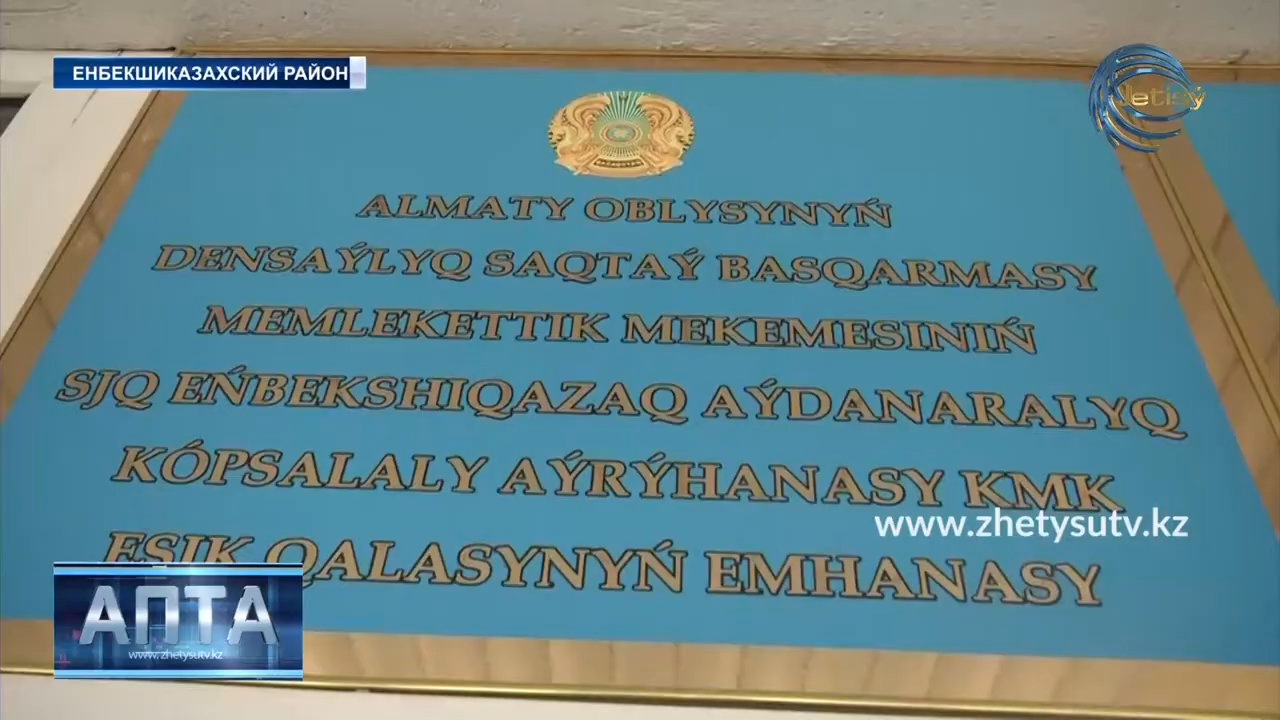 ЕНБЕКШИКАЗАХСКИЙ РАЙОН
Jetisý
ALMATY OBLYSYNYŃ
DENSAÝLYQ SAQTAÝ BASQARMASY
MEMLEKETTIK MEKEMESINIŃ
SJQ EŃBEKSHIQAZAQ AÝDANARALYQ
KÓPSALALY AÝRÝHANASY KMK
www.zhetysutv.kz
ESIK QALASYNYŃ EMHANASY
АПТА
www.zhetysutv.kz